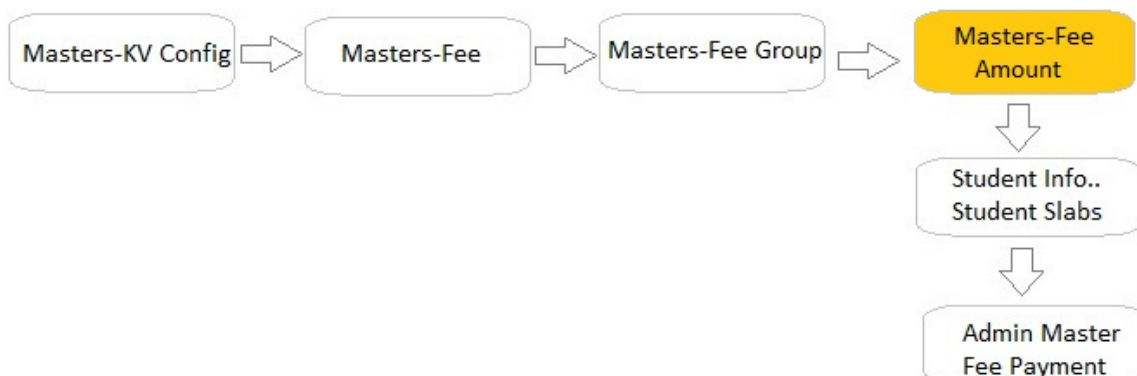 Masters-KV Config
Masters-Fee
Masters-Fee Group
Masters-Fee
Amount
Student Info..
Student Slabs
Admin Master
Fee Payment